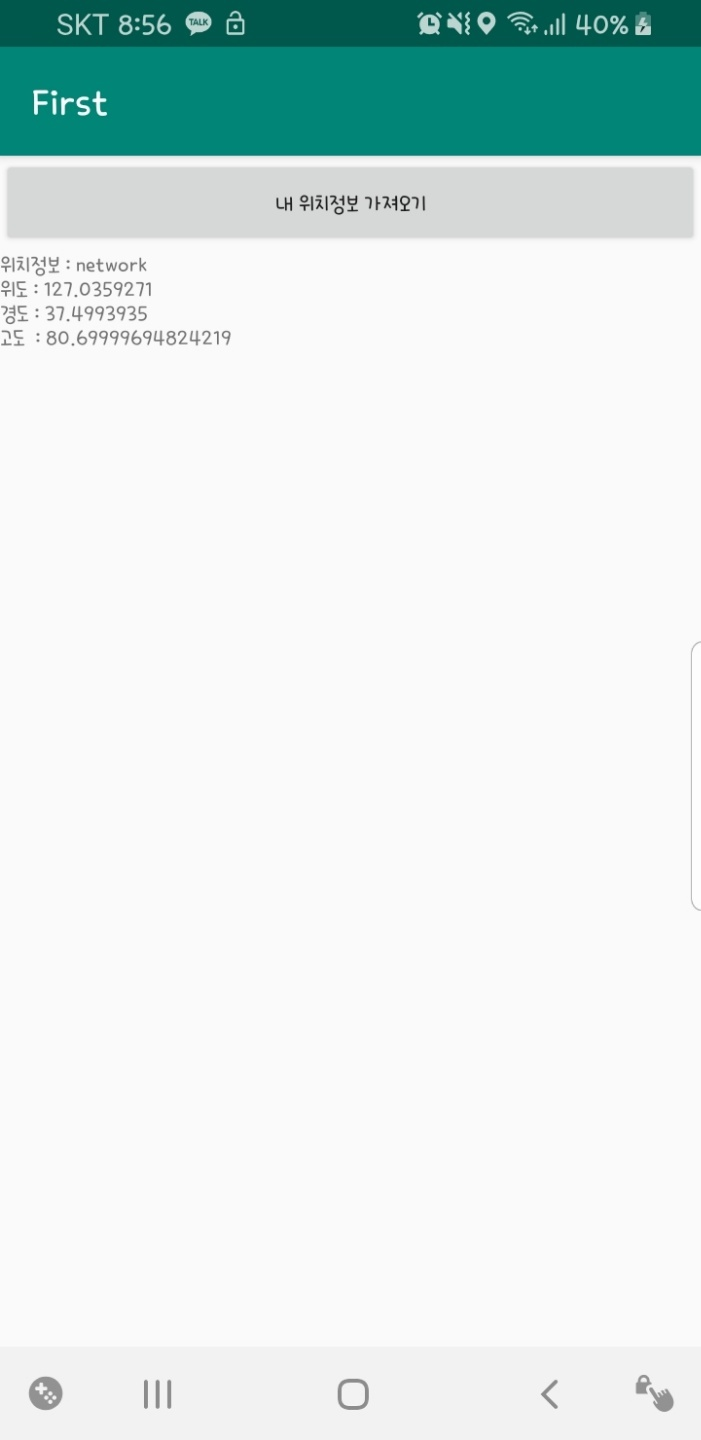 SKT 8:56 TALK 40%
First
내 위치정보 가져오기
위치정보 : network
위도 : 127.0359271
경도 : 37.4993935
고도  : 80.69999694824219